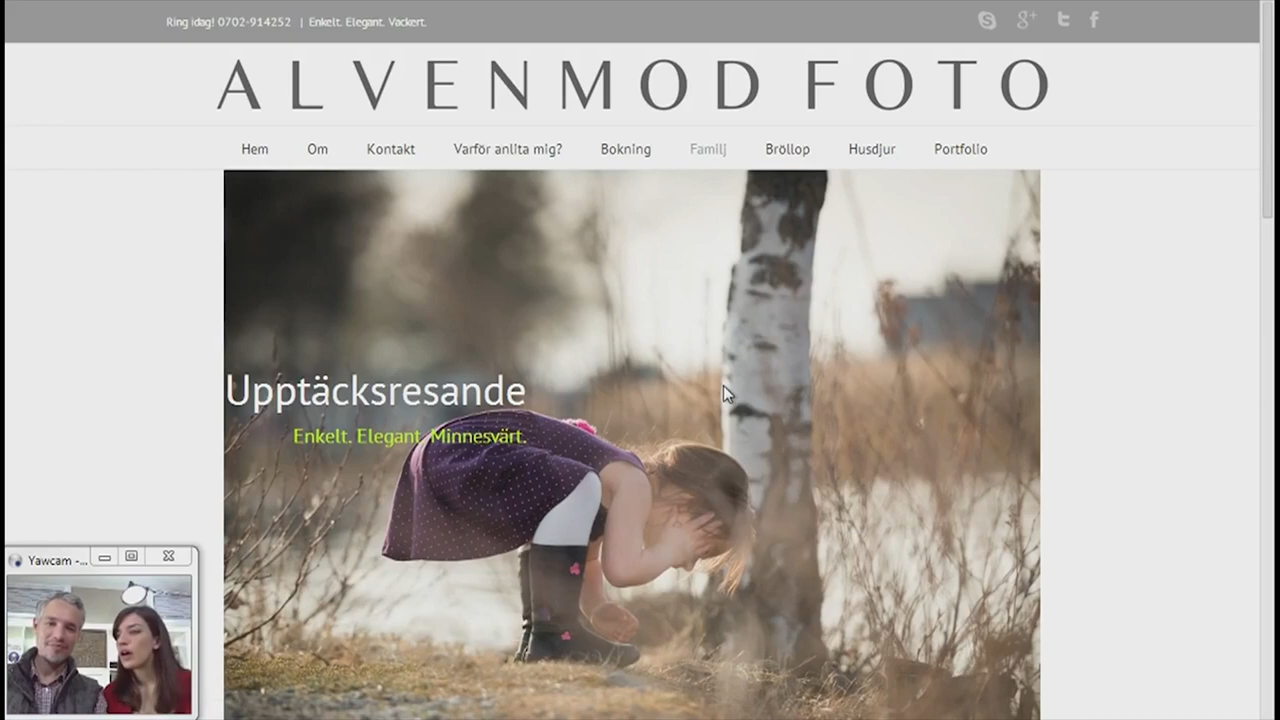 Ring idag! 0702-914252 | Enkelt. Elegant. Vackert.
ALVENMOD FOTO
Hem Om Kontakt Varför anlita mig? Bokning Familj Bröllop Husdjur Portfolio
Upptäcksresande
Enkelt. Elegant. Minnesvärt.
Yawcam -...